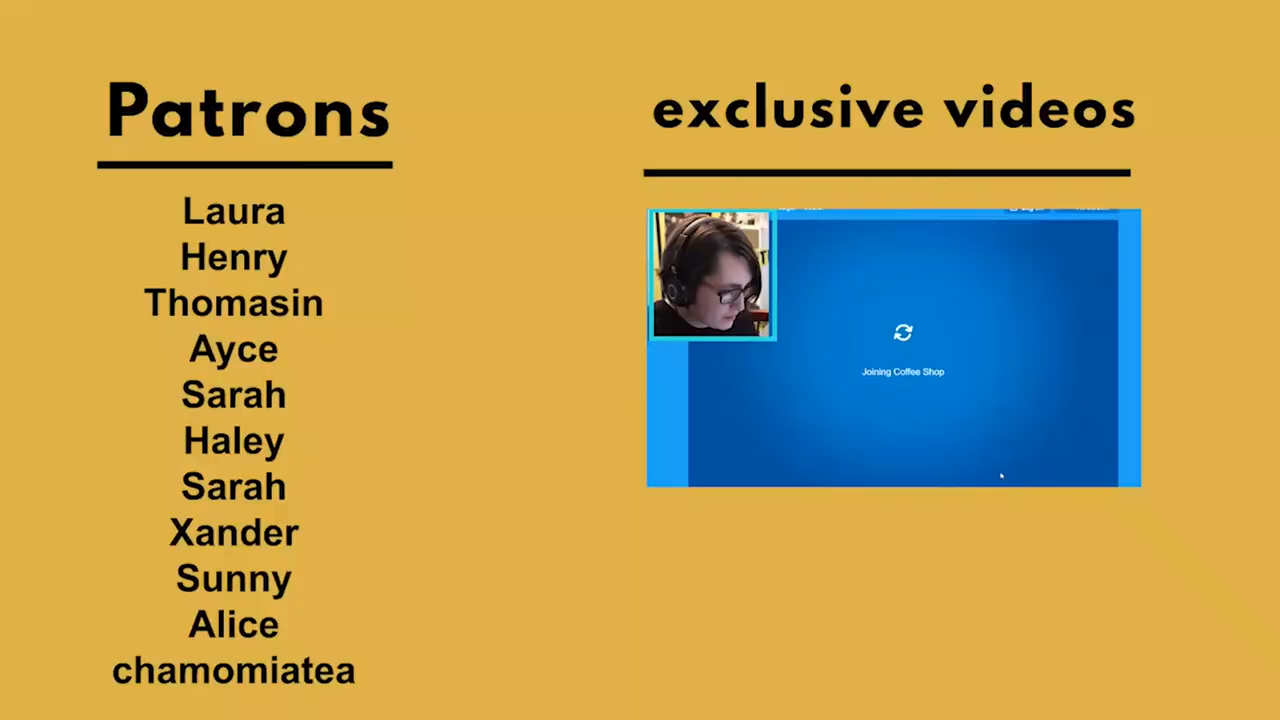 Patrons
Laura
Henry
Thomasin
Ayce
Sarah
Haley
Sarah
Xander
Sunny
Alice
chamomiatea
exclusive videos
Joining Coffee Shop